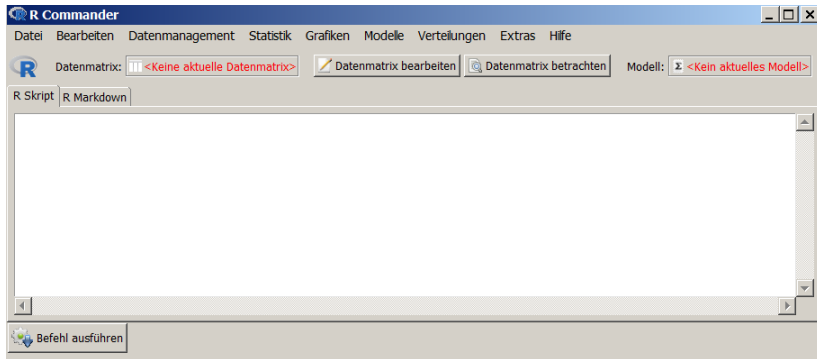 R Commander
Datei Bearbeiten Datenmanagement Statistik Grafiken Modelle Verteilungen Extras Hilfe
R Datenmatrix: <Keine aktuelle Datenmatrix> Datenmatrix bearbeiten Datenmatrix betrachten Modell: Σ <Kein aktuelles Modell>
R Skript R Markdown
Befehl ausführen